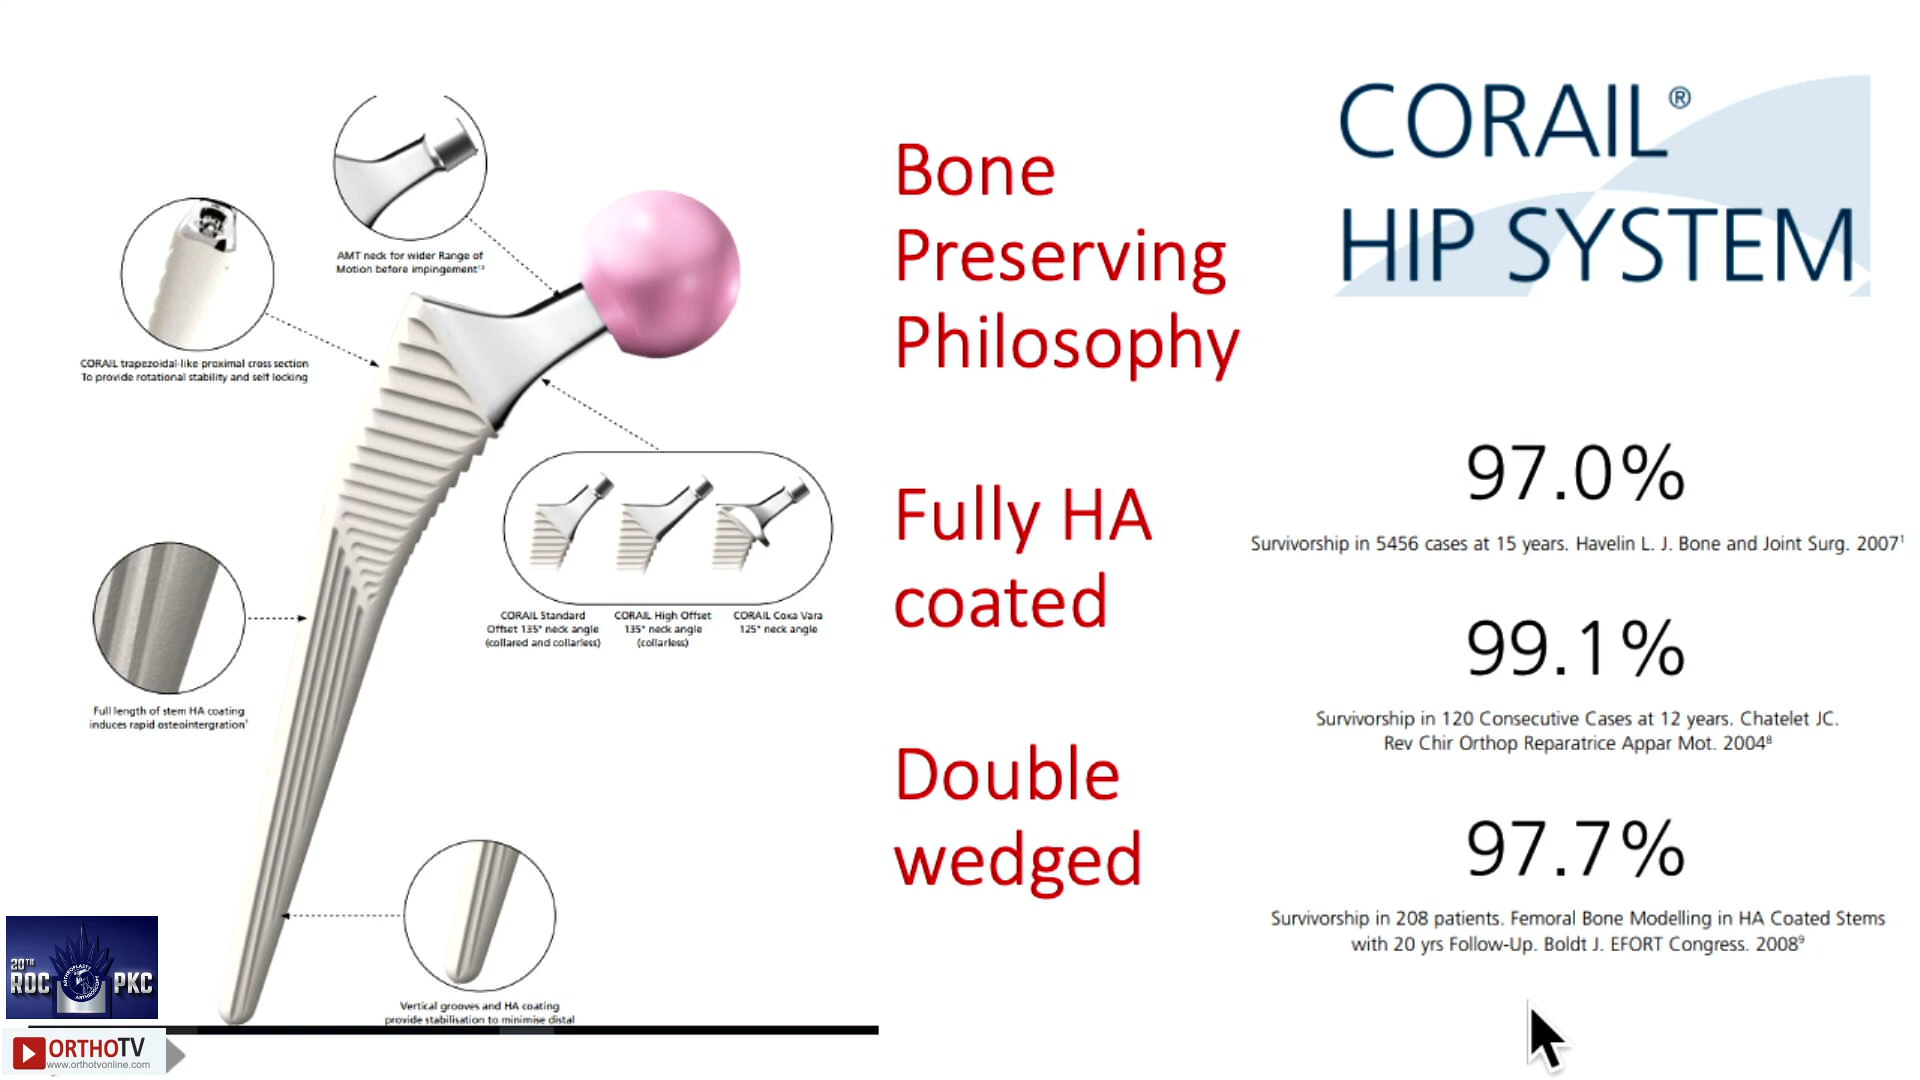 AMT neck for wider Range of
Motion before impingement¹³
CORAIL trapezoidal-like proximal cross section
To provide rotational stability and self locking
CORAIL Standard
Offset 135° neck angle
(collared and collarless)
CORAIL High Offset
135° neck angle
(collarless)
CORAIL Coxa Vara
125° neck angle
Full length of stem HA coating
induces rapid osteointergration⁷
Vertical grooves and HA coating
provide stabilisation to minimise distal
Bone
Preserving
Philosophy
Fully HA
coated
Double
wedged
CORAIL®
HIP SYSTEM
97.0%
Survivorship in 5456 cases at 15 years. Havelin L. J. Bone and Joint Surg. 2007¹
99.1%
Survivorship in 120 Consecutive Cases at 12 years. Chatelet JC.
Rev Chir Orthop Reparatrice Appar Mot. 2004⁸
97.7%
Survivorship in 208 patients. Femoral Bone Modelling in HA Coated Stems
with 20 yrs Follow-Up. Boldt J. EFORT Congress. 2008⁹
20TH
ROC PKC
ARTHROPLASTY
ORTHOTV
www.orthotvonline.com